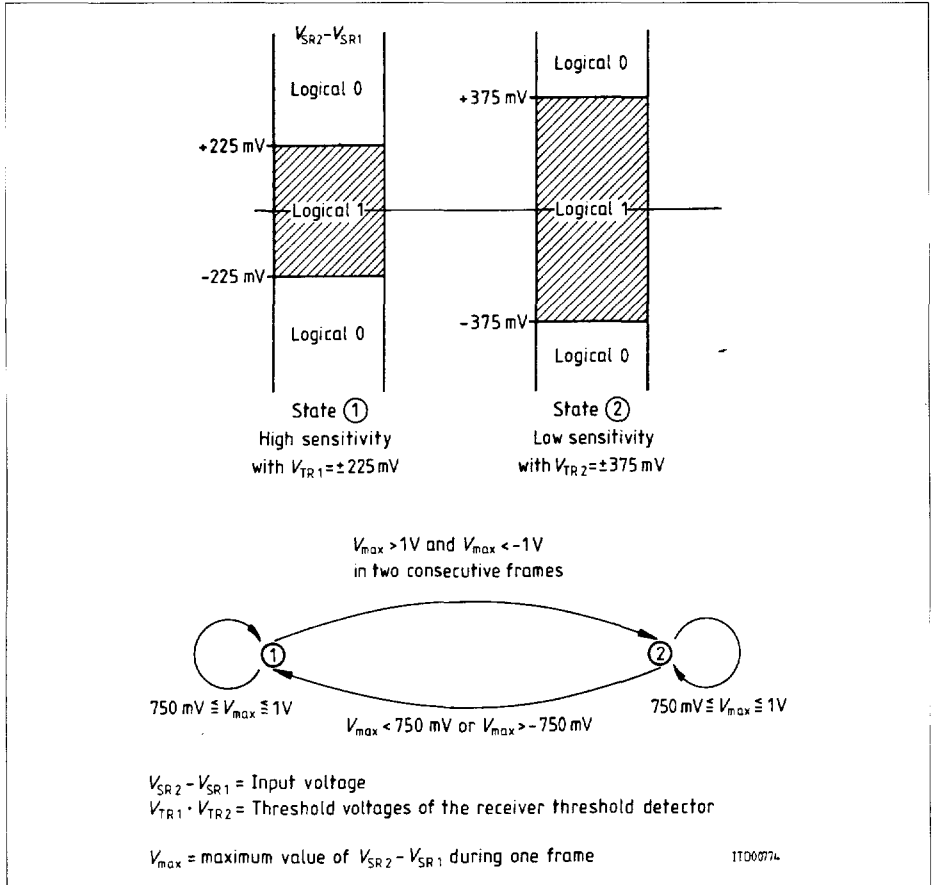 V_SR2 – V_SR1
Logical 0
Logical 0
+375 mV
+225 mV
Logical 1
Logical 1
-225 mV
-375 mV
Logical 0
Logical 0
State ①
High sensitivity
with V_TR1 = ±225 mV
State ②
Low sensitivity
with V_TR2 = ±375 mV
V_max > 1V and V_max < -1V
in two consecutive frames
①
②
750 mV ≦ V_max ≦ 1V
750 mV ≦ V_max ≦ 1V
V_max < 750 mV or V_max > -750 mV
V_SR2 – V_SR1 = Input voltage
V_TR1 · V_TR2 = Threshold voltages of the receiver threshold detector
V_max = maximum value of V_SR2 – V_SR1 during one frame
ITD00774